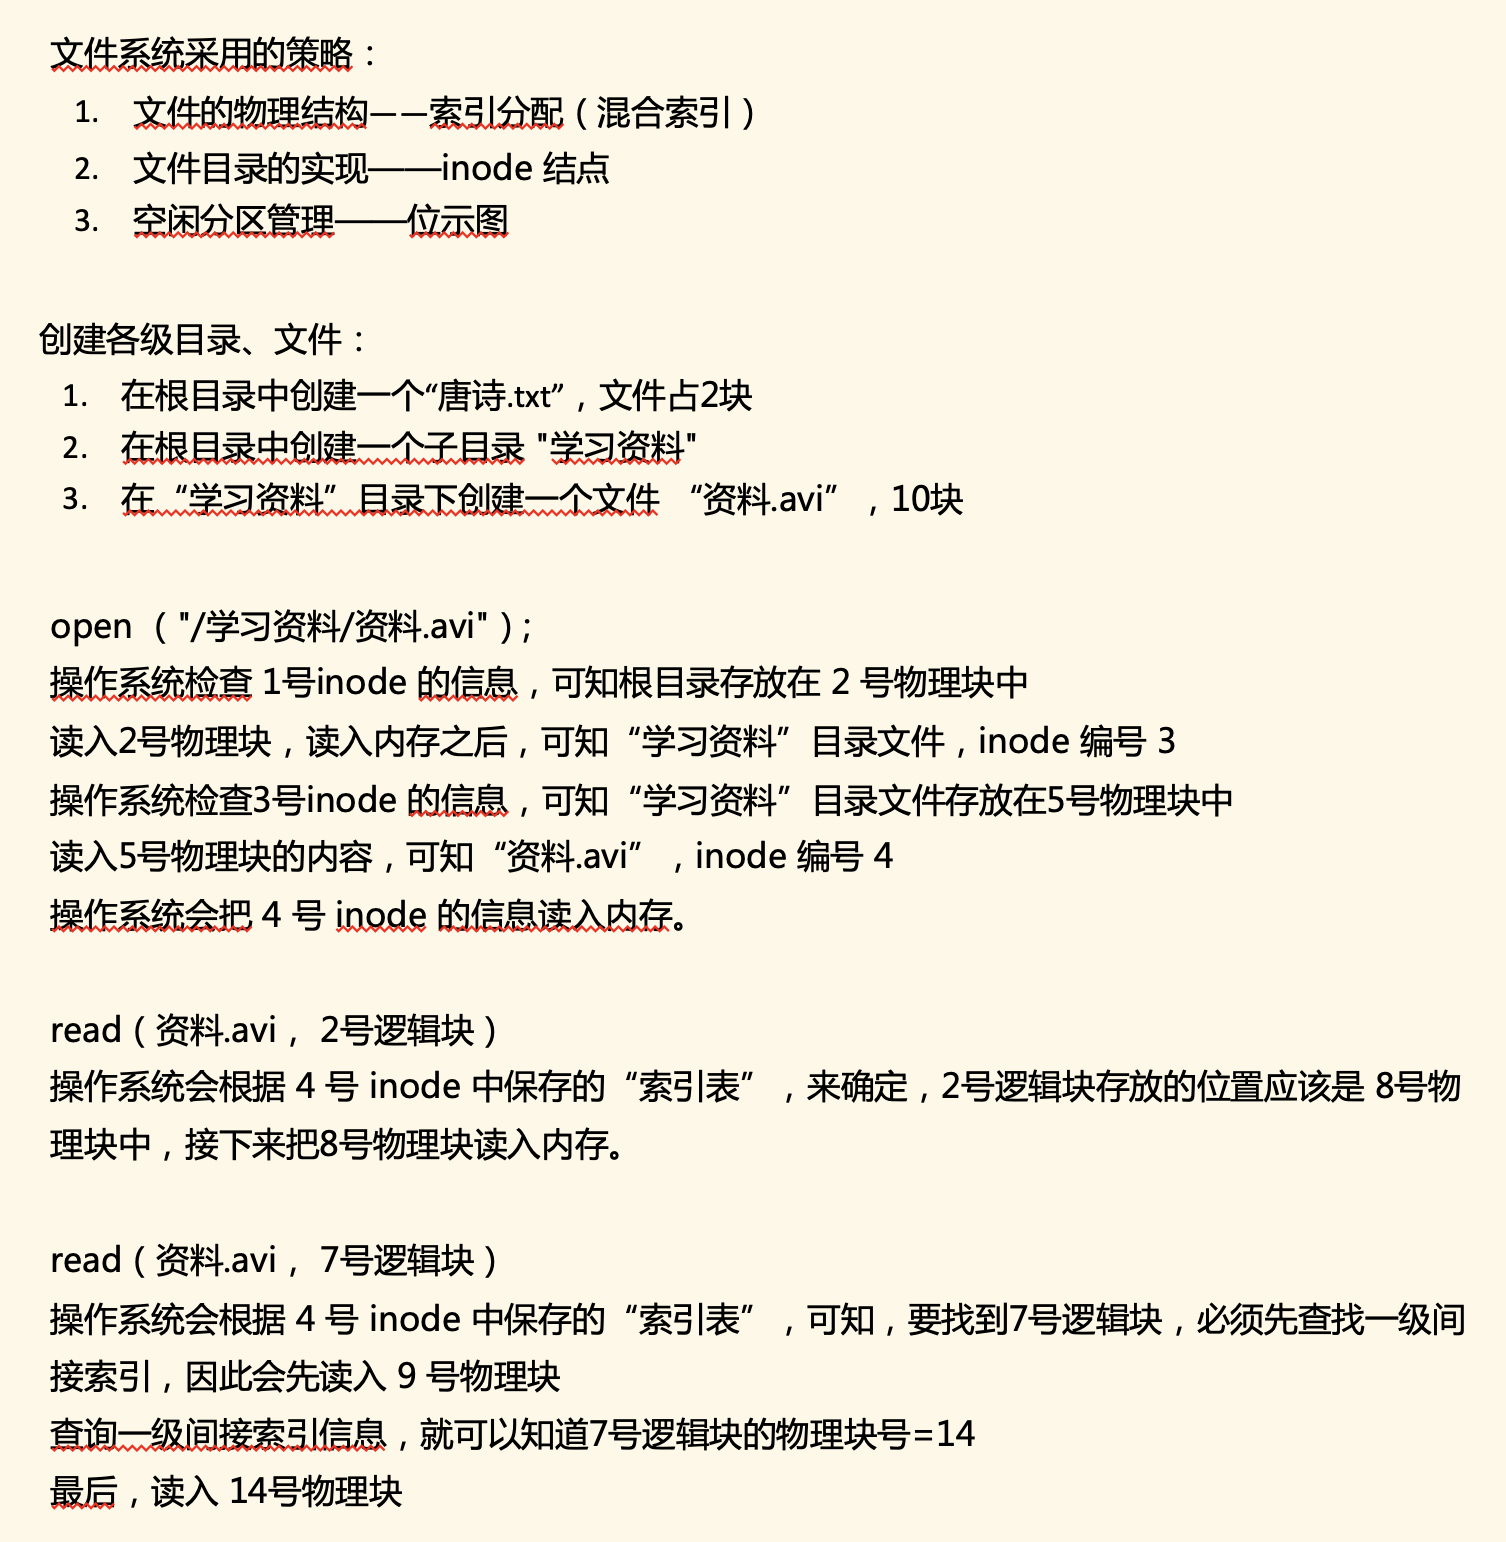 文件系统采用的策略：
1. 文件的物理结构——索引分配（混合索引）
2. 文件目录的实现——inode 结点
3. 空闲分区管理——位示图
创建各级目录、文件：
1. 在根目录中创建一个“唐诗.txt”，文件占2块
2. 在根目录中创建一个子目录 "学习资料"
3. 在“学习资料”目录下创建一个文件 “资料.avi”，10块
open（"/学习资料/资料.avi"）;
操作系统检查 1号inode 的信息，可知根目录存放在 2 号物理块中
读入2号物理块，读入内存之后，可知“学习资料”目录文件，inode 编号 3
操作系统检查3号inode 的信息，可知“学习资料”目录文件存放在5号物理块中
读入5号物理块的内容，可知“资料.avi”，inode 编号 4
操作系统会把 4 号 inode 的信息读入内存。
read（资料.avi， 2号逻辑块）
操作系统会根据 4 号 inode 中保存的“索引表”，来确定，2号逻辑块存放的位置应该是 8号物
理块中，接下来把8号物理块读入内存。
read（资料.avi， 7号逻辑块）
操作系统会根据 4 号 inode 中保存的“索引表”，可知，要找到7号逻辑块，必须先查找一级间
接索引，因此会先读入 9 号物理块
查询一级间接索引信息，就可以知道7号逻辑块的物理块号=14
最后，读入 14号物理块